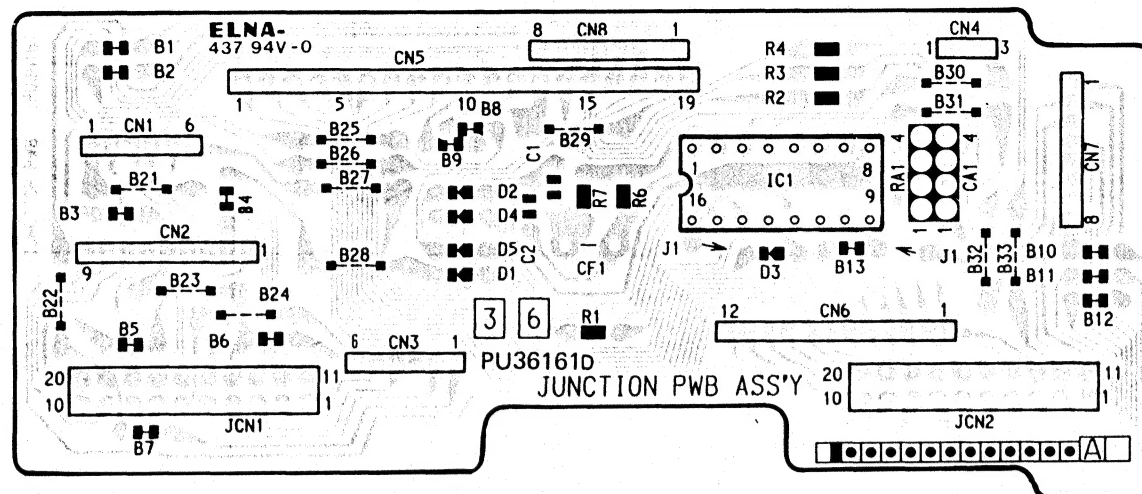 ELNA-
437 94V-0
B1
B2
8 CN8 1
CN5
1 5 10 15 19
R4
R3
R2
CN4
1 3
B30
B31
1 CN1 6
B25
B26
B27
B8
B9
B29
C1
1 IC1 8
16 9
4 4
RA1 CA1
1 1
CN7
1
8
B21
B3
B4
D2
D4
D5
D1
C2
R7
R6
CF1
J1
D3
B13
J1
B32
B33
B10
B11
B12
CN2
9 1
B28
B22
B23
B24
B5
B6
3 6
R1
12 CN6 1
6 CN3 1
PU36161D
JUNCTION PWB ASS'Y
20 11
10 1
JCN1
B7
20 11
10 1
JCN2
A